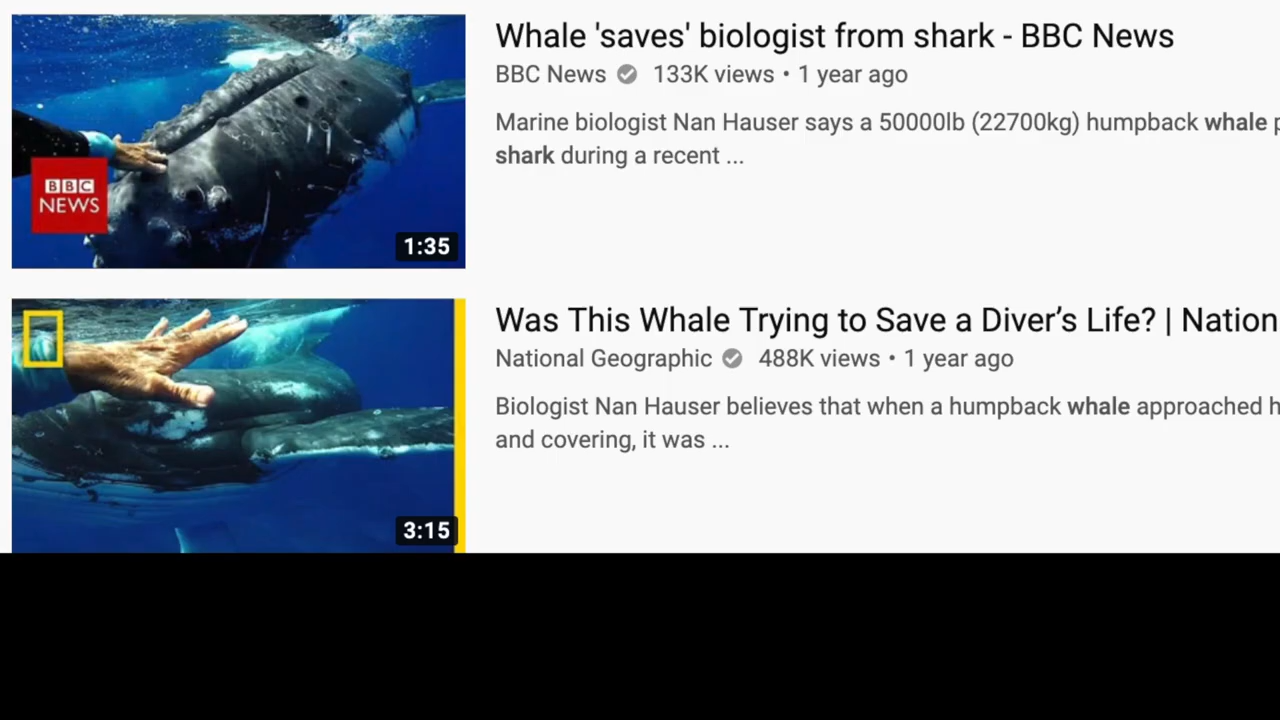 Whale 'saves' biologist from shark - BBC News
BBC News 133K views • 1 year ago
Marine biologist Nan Hauser says a 50000lb (22700kg) humpback whale
shark during a recent ...
BBC
NEWS
1:35
Was This Whale Trying to Save a Diver’s Life? | Nation
National Geographic 488K views • 1 year ago
Biologist Nan Hauser believes that when a humpback whale approached h
and covering, it was ...
3:15